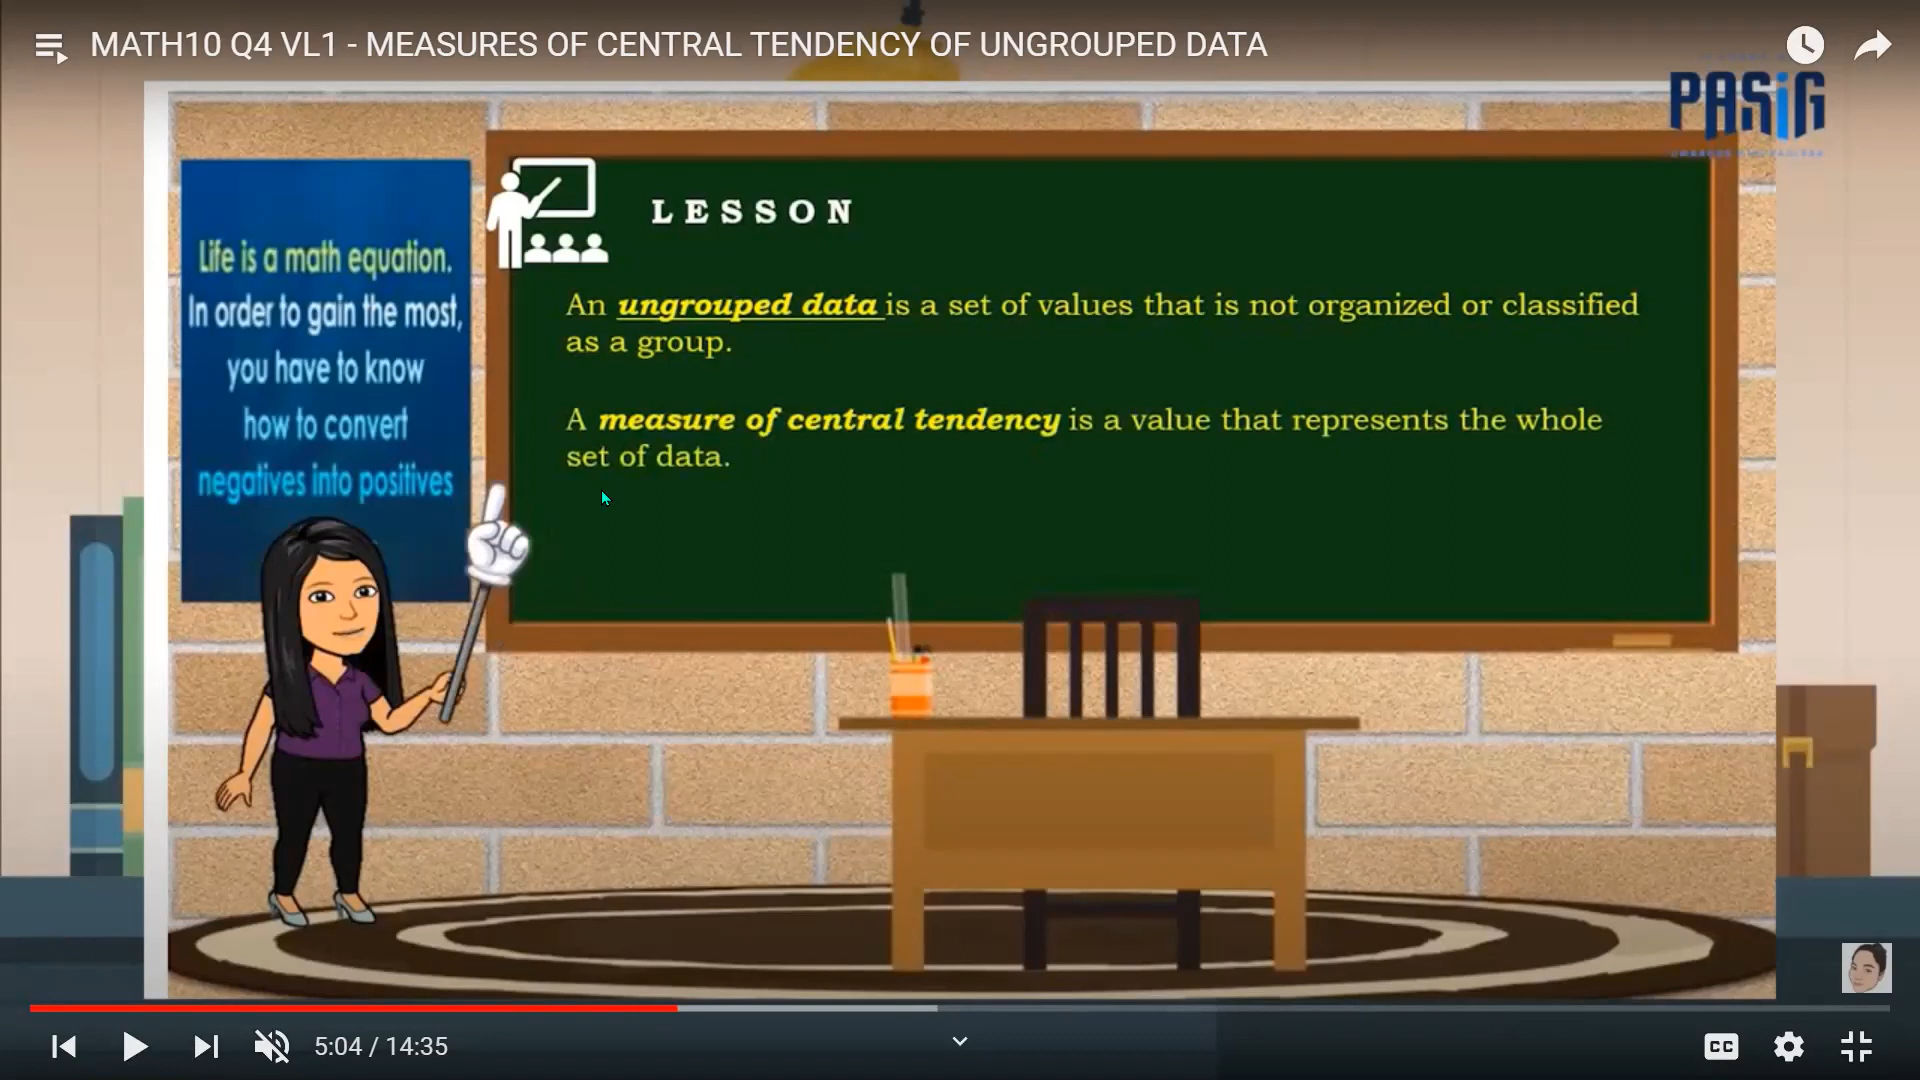 MATH10 Q4 VL1 - MEASURES OF CENTRAL TENDENCY OF UNGROUPED DATA
PASiG
Life is a math equation.
In order to gain the most,
you have to know
how to convert
negatives into positives
LESSON
An ungrouped data is a set of values that is not organized or classified
as a group.
A measure of central tendency is a value that represents the whole
set of data.
5:04 / 14:35
CC